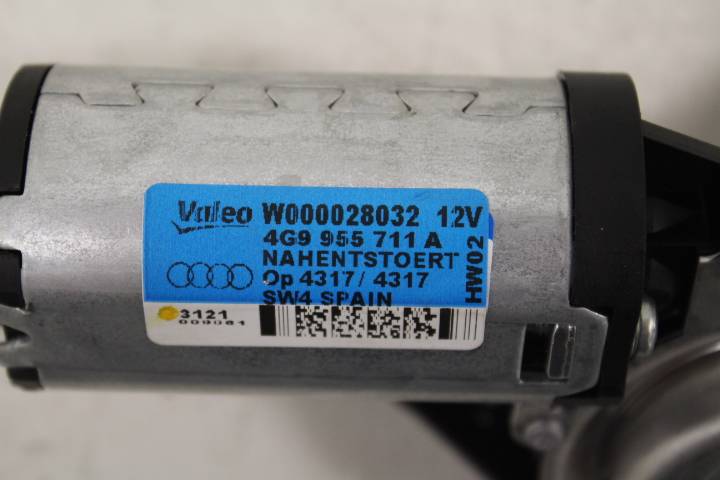 Valeo W000028032 12V
4G9 955 711 A
NAHENTSTOERT
Op 4317/ 4317
SW4 SPAIN
HW02
3121